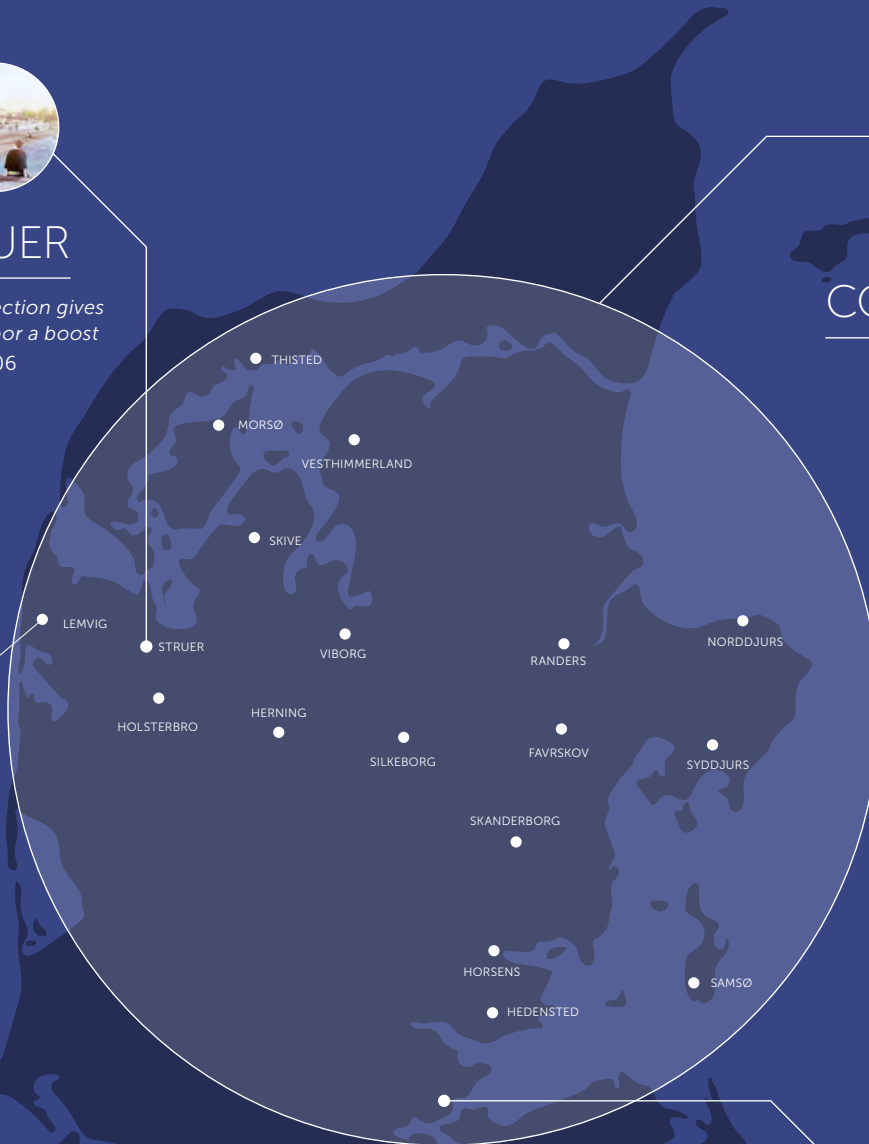 UER
ection gives
oor a boost
06
CO
THISTED
MORSØ
VESTHIMMERLAND
SKIVE
LEMVIG
STRUER
VIBORG
RANDERS
NORDDJURS
HOLSTERBRO
HERNING
SILKEBORG
FAVRSKOV
SYDDJURS
SKANDERBORG
HORSENS
SAMSØ
HEDENSTED